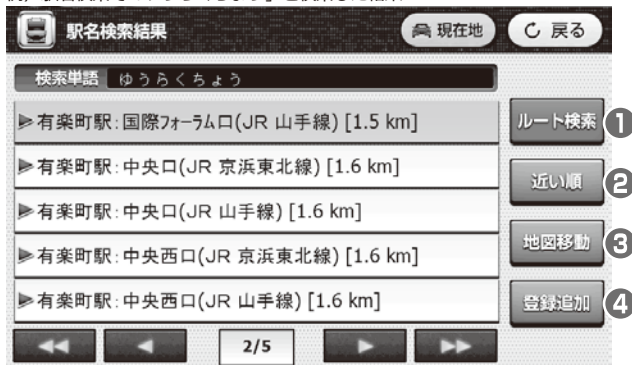 駅名検索結果
現在地
戻る
検索単語 ゆうらくちょう
有楽町駅:国際フォーラム口(JR 山手線) [1.5 km]
有楽町駅:中央口(JR 京浜東北線) [1.6 km]
有楽町駅:中央口(JR 山手線) [1.6 km]
有楽町駅:中央西口(JR 京浜東北線) [1.6 km]
有楽町駅:中央西口(JR 山手線) [1.6 km]
ルート検索 1
近い順 2
地図移動 3
登録追加 4
2/5